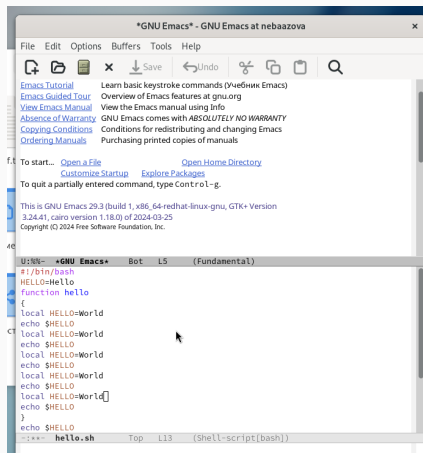 *GNU Emacs* - GNU Emacs at nebaazova
File Edit Options Buffers Tools Help
Save Undo
Emacs Tutorial Learn basic keystroke commands (Учебник Emacs)
Emacs Guided Tour Overview of Emacs features at gnu.org
View Emacs Manual View the Emacs manual using Info
Absence of Warranty GNU Emacs comes with ABSOLUTELY NO WARRANTY
Copying Conditions Conditions for redistributing and changing Emacs
Ordering Manuals Purchasing printed copies of manuals
To start... Open a File Open Home Directory
Customize Startup Explore Packages
To quit a partially entered command, type Control-g.
This is GNU Emacs 29.3 (build 1, x86_64-redhat-linux-gnu, GTK+ Version
3.24.41, cairo version 1.18.0) of 2024-03-25
Copyright (C) 2024 Free Software Foundation, Inc.
U:%%- *GNU Emacs* Bot L5 (Fundamental)
#!/bin/bash
HELLO=Hello
function hello
{
local HELLO=World
echo $HELLO
local HELLO=World
echo $HELLO
local HELLO=World
echo $HELLO
local HELLO=World
echo $HELLO
local HELLO=World
echo $HELLO
}
echo $HELLO
-:**- hello.sh Top L13 (Shell-script[bash])